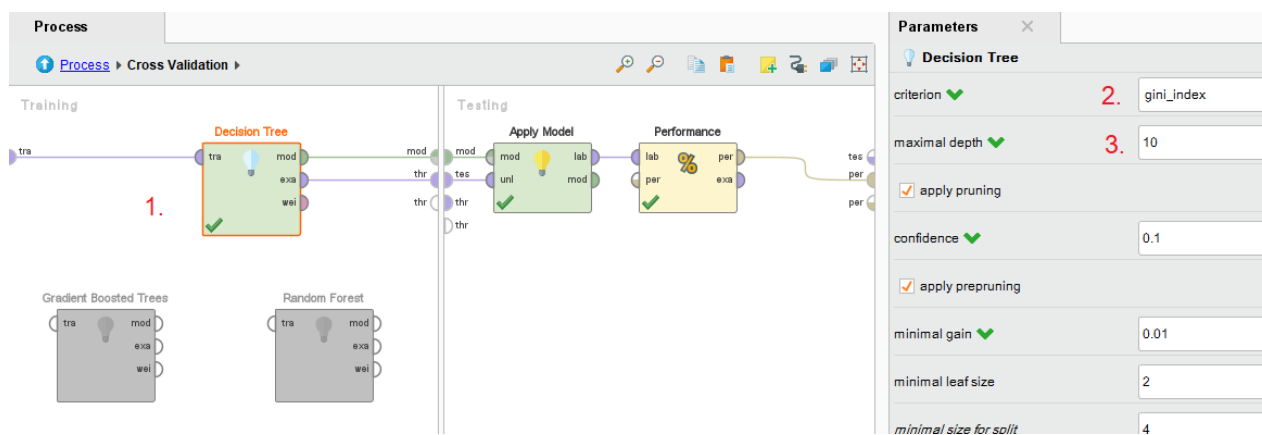 Process
Process ▸ Cross Validation ▸
Training
Testing
Decision Tree
Apply Model
Performance
tra
tra
mod
mod
mod
mod
lab
lab
per
tes
exa
thr
tes
unl
mod
per
exa
per
1.
wei
thr
thr
per
thr
Gradient Boosted Trees
Random Forest
tra
mod
tra
mod
exa
exa
wei
wei
Parameters
Decision Tree
criterion
2.
gini_index
maximal depth
3.
10
apply pruning
confidence
0.1
apply prepruning
minimal gain
0.01
minimal leaf size
2
minimal size for split
4